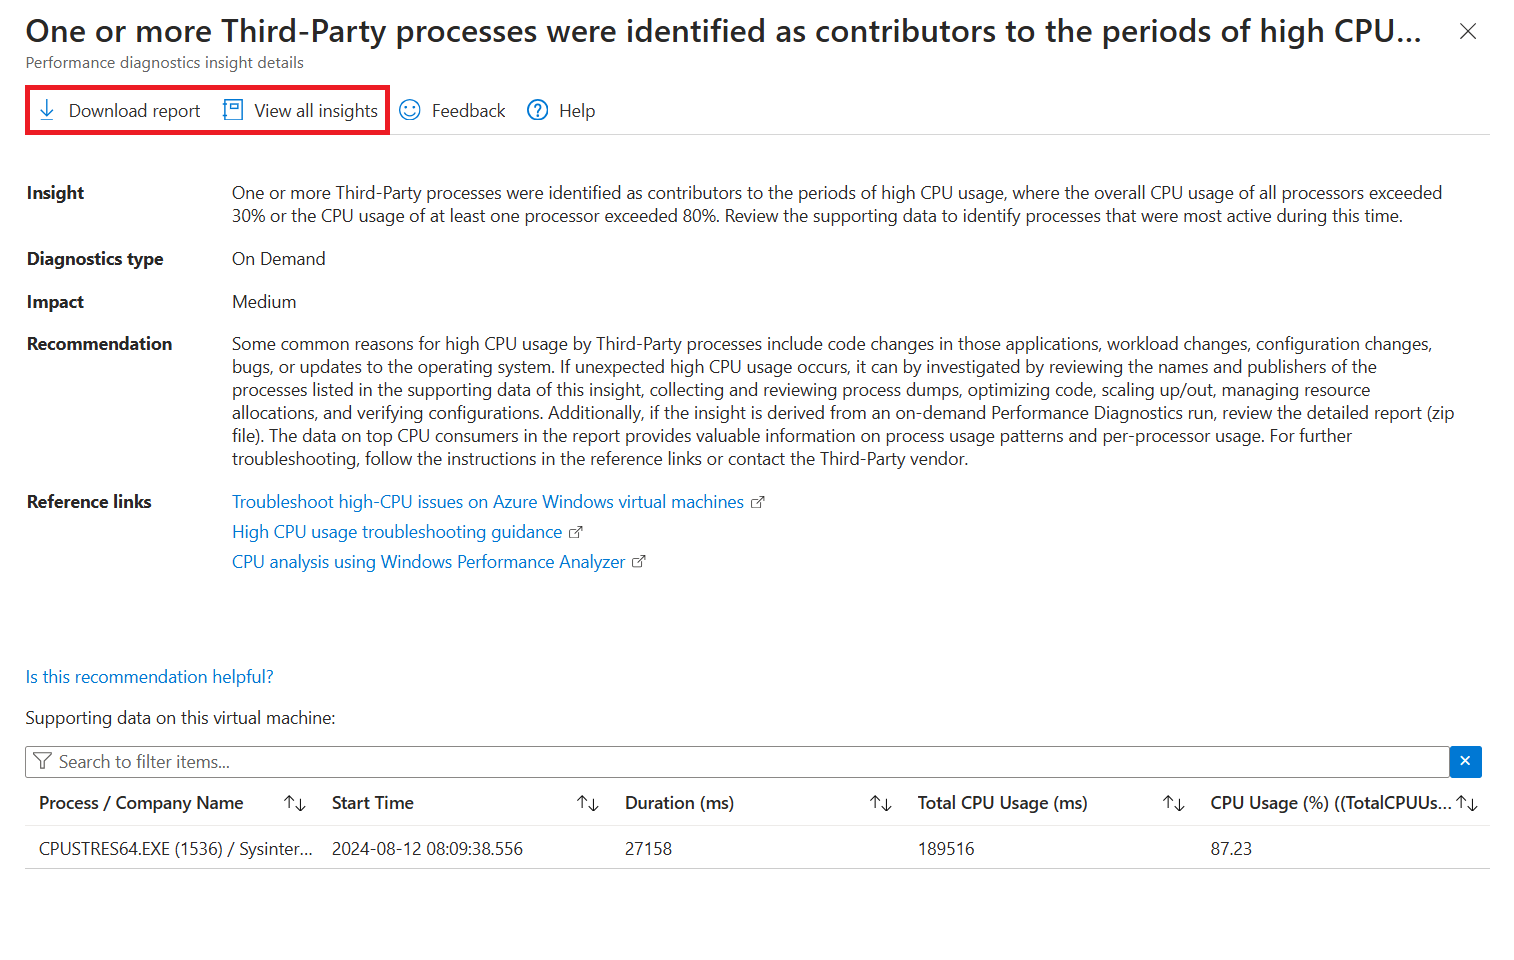 One or more Third-Party processes were identified as contributors to the periods of high CPU...
Performance diagnostics insight details
Download report View all insights Feedback Help
Insight One or more Third-Party processes were identified as contributors to the periods of high CPU usage, where the overall CPU usage of all processors exceeded
30% or the CPU usage of at least one processor exceeded 80%. Review the supporting data to identify processes that were most active during this time.
Diagnostics type On Demand
Impact Medium
Recommendation Some common reasons for high CPU usage by Third-Party processes include code changes in those applications, workload changes, configuration changes,
bugs, or updates to the operating system. If unexpected high CPU usage occurs, it can by investigated by reviewing the names and publishers of the
processes listed in the supporting data of this insight, collecting and reviewing process dumps, optimizing code, scaling up/out, managing resource
allocations, and verifying configurations. Additionally, if the insight is derived from an on-demand Performance Diagnostics run, review the detailed report (zip
file). The data on top CPU consumers in the report provides valuable information on process usage patterns and per-processor usage. For further
troubleshooting, follow the instructions in the reference links or contact the Third-Party vendor.
Reference links Troubleshoot high-CPU issues on Azure Windows virtual machines
High CPU usage troubleshooting guidance
CPU analysis using Windows Performance Analyzer
Is this recommendation helpful?
Supporting data on this virtual machine:
Search to filter items...
Process / Company Name Start Time Duration (ms) Total CPU Usage (ms) CPU Usage (%) ((TotalCPUUs...
CPUSTRES64.EXE (1536) / Sysinter... 2024-08-12 08:09:38.556 27158 189516 87.23